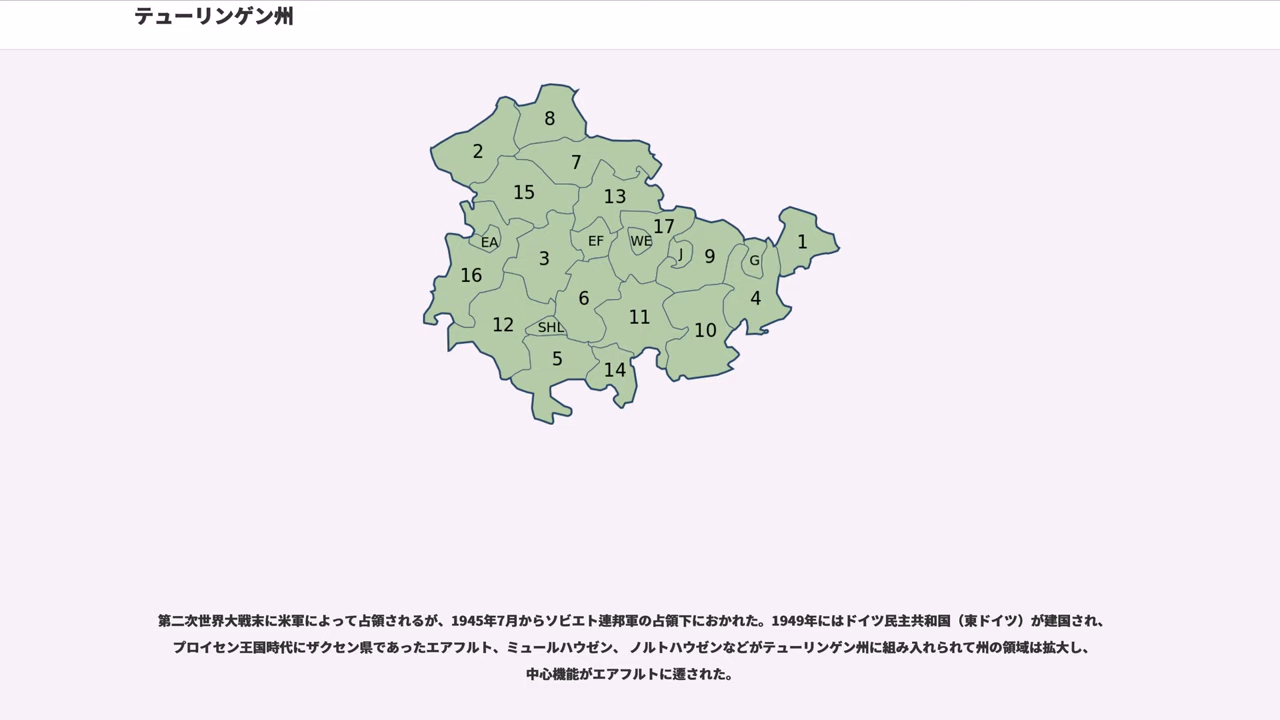 テューリンゲン州
8
2
7
15
13
17
EA
EF
WE
1
3
J
9
G
16
6
4
12
SHL
11
10
5
14
第二次世界大戦末に米軍によって占領されるが、1945年7月からソビエト連邦軍の占領下におかれた。1949年にはドイツ民主共和国（東ドイツ）が建国され、
プロイセン王国時代にザクセン県であったエアフルト、ミュールハウゼン、 ノルトハウゼンなどがテューリンゲン州に組み入れられて州の領域は拡大し、
中心機能がエアフルトに遷された。